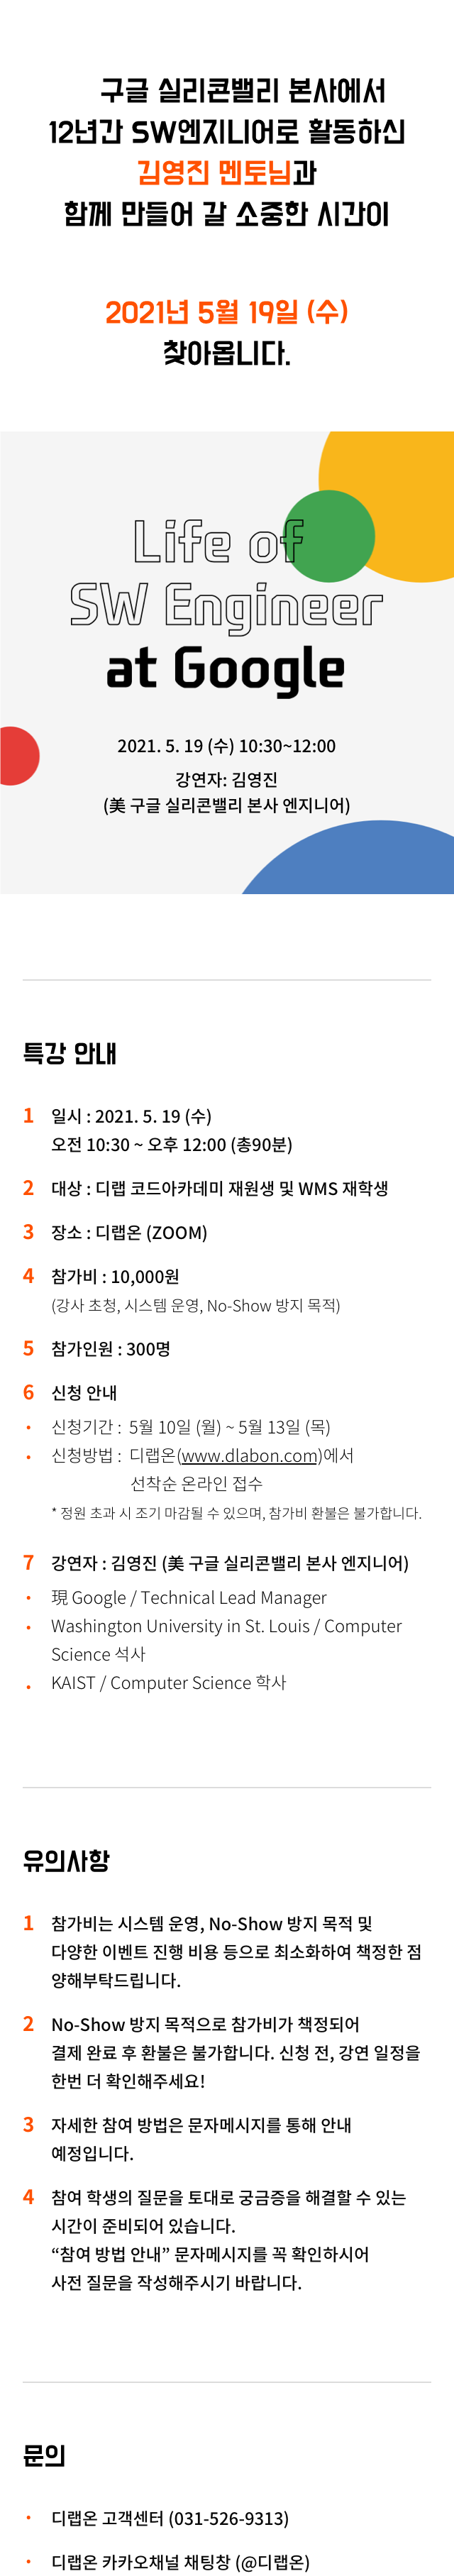 구글 실리콘밸리 본사에서
12년간 SW엔지니어로 활동하신
김영진 멘토님과
함께 만들어 갈 소중한 시간이
2021년 5월 19일 (수)
찾아옵니다.
Life of
SW Engineer
at Google
2021. 5. 19 (수) 10:30~12:00
강연자: 김영진
(美 구글 실리콘밸리 본사 엔지니어)
특강 안내
1 일시 : 2021. 5. 19 (수)
오전 10:30 ~ 오후 12:00 (총90분)
2 대상 : 디랩 코드아카데미 재원생 및 WMS 재학생
3 장소 : 디랩온 (ZOOM)
4 참가비 : 10,000원
(강사 초청, 시스템 운영, No-Show 방지 목적)
5 참가인원 : 300명
6 신청 안내
• 신청기간 : 5월 10일 (월) ~ 5월 13일 (목)
• 신청방법 : 디랩온(www.dlabon.com)에서
선착순 온라인 접수
* 정원 초과 시 조기 마감될 수 있으며, 참가비 환불은 불가합니다.
7 강연자 : 김영진 (美 구글 실리콘밸리 본사 엔지니어)
• 現 Google / Technical Lead Manager
• Washington University in St. Louis / Computer
Science 석사
• KAIST / Computer Science 학사
유의사항
1 참가비는 시스템 운영, No-Show 방지 목적 및
다양한 이벤트 진행 비용 등으로 최소화하여 책정한 점
양해부탁드립니다.
2 No-Show 방지 목적으로 참가비가 책정되어
결제 완료 후 환불은 불가합니다. 신청 전, 강연 일정을
한번 더 확인해주세요!
3 자세한 참여 방법은 문자메시지를 통해 안내
예정입니다.
4 참여 학생의 질문을 토대로 궁금증을 해결할 수 있는
시간이 준비되어 있습니다.
“참여 방법 안내” 문자메시지를 꼭 확인하시어
사전 질문을 작성해주시기 바랍니다.
문의
• 디랩온 고객센터 (031-526-9313)
• 디랩온 카카오채널 채팅창 (@디랩온)